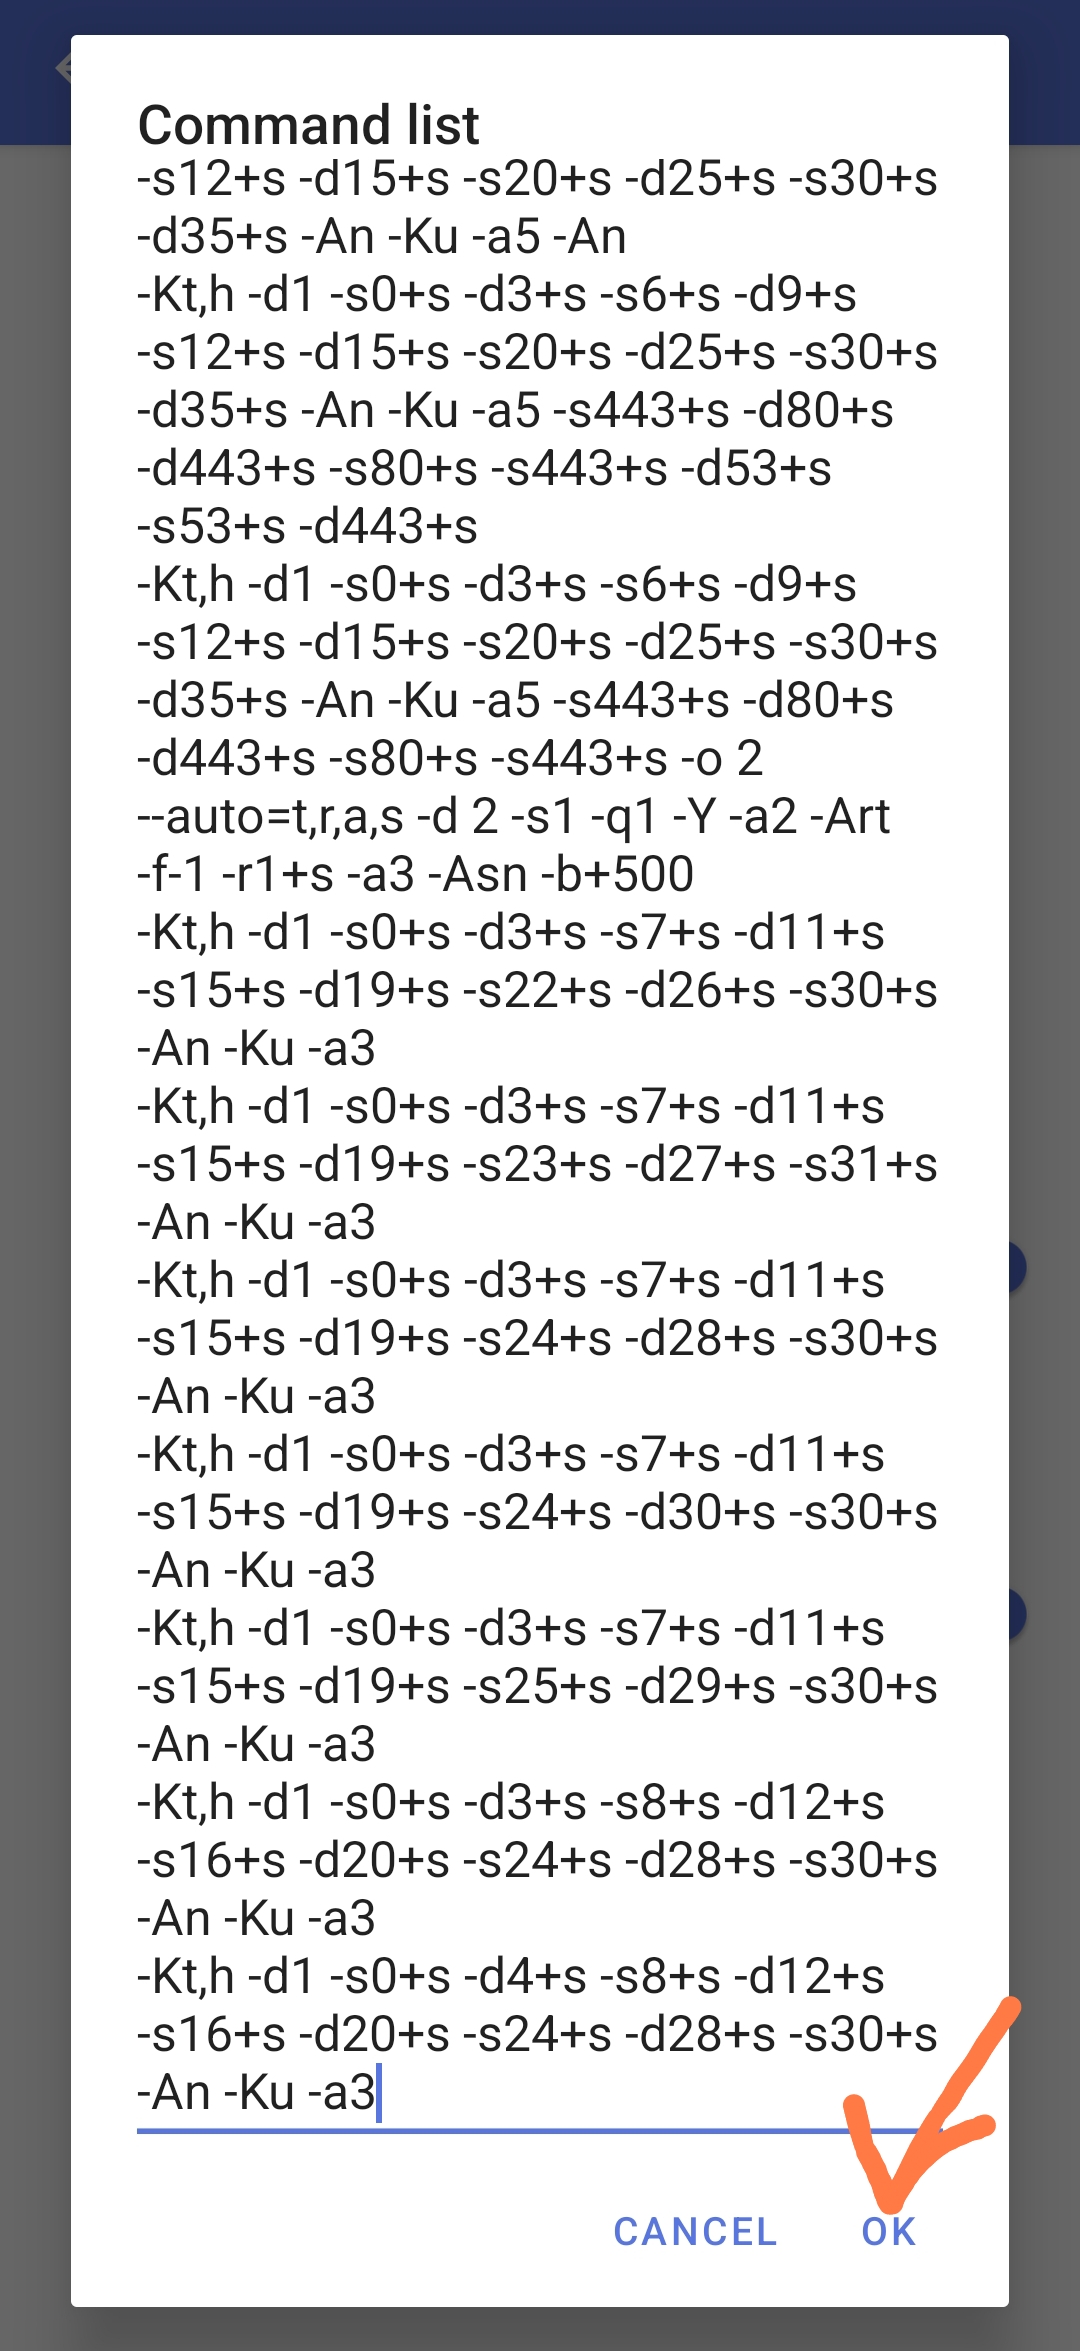 Command list
-s12+s -d15+s -s20+s -d25+s -s30+s
-d35+s -An -Ku -a5 -An
-Kt,h -d1 -s0+s -d3+s -s6+s -d9+s
-s12+s -d15+s -s20+s -d25+s -s30+s
-d35+s -An -Ku -a5 -s443+s -d80+s
-d443+s -s80+s -s443+s -d53+s
-s53+s -d443+s
-Kt,h -d1 -s0+s -d3+s -s6+s -d9+s
-s12+s -d15+s -s20+s -d25+s -s30+s
-d35+s -An -Ku -a5 -s443+s -d80+s
-d443+s -s80+s -s443+s -o 2
--auto=t,r,a,s -d 2 -s1 -q1 -Y -a2 -Art
-f-1 -r1+s -a3 -Asn -b+500
-Kt,h -d1 -s0+s -d3+s -s7+s -d11+s
-s15+s -d19+s -s22+s -d26+s -s30+s
-An -Ku -a3
-Kt,h -d1 -s0+s -d3+s -s7+s -d11+s
-s15+s -d19+s -s23+s -d27+s -s31+s
-An -Ku -a3
-Kt,h -d1 -s0+s -d3+s -s7+s -d11+s
-s15+s -d19+s -s24+s -d28+s -s30+s
-An -Ku -a3
-Kt,h -d1 -s0+s -d3+s -s7+s -d11+s
-s15+s -d19+s -s24+s -d30+s -s30+s
-An -Ku -a3
-Kt,h -d1 -s0+s -d3+s -s7+s -d11+s
-s15+s -d19+s -s25+s -d29+s -s30+s
-An -Ku -a3
-Kt,h -d1 -s0+s -d3+s -s8+s -d12+s
-s16+s -d20+s -s24+s -d28+s -s30+s
-An -Ku -a3
-Kt,h -d1 -s0+s -d4+s -s8+s -d12+s
-s16+s -d20+s -s24+s -d28+s -s30+s
-An -Ku -a3
CANCEL OK